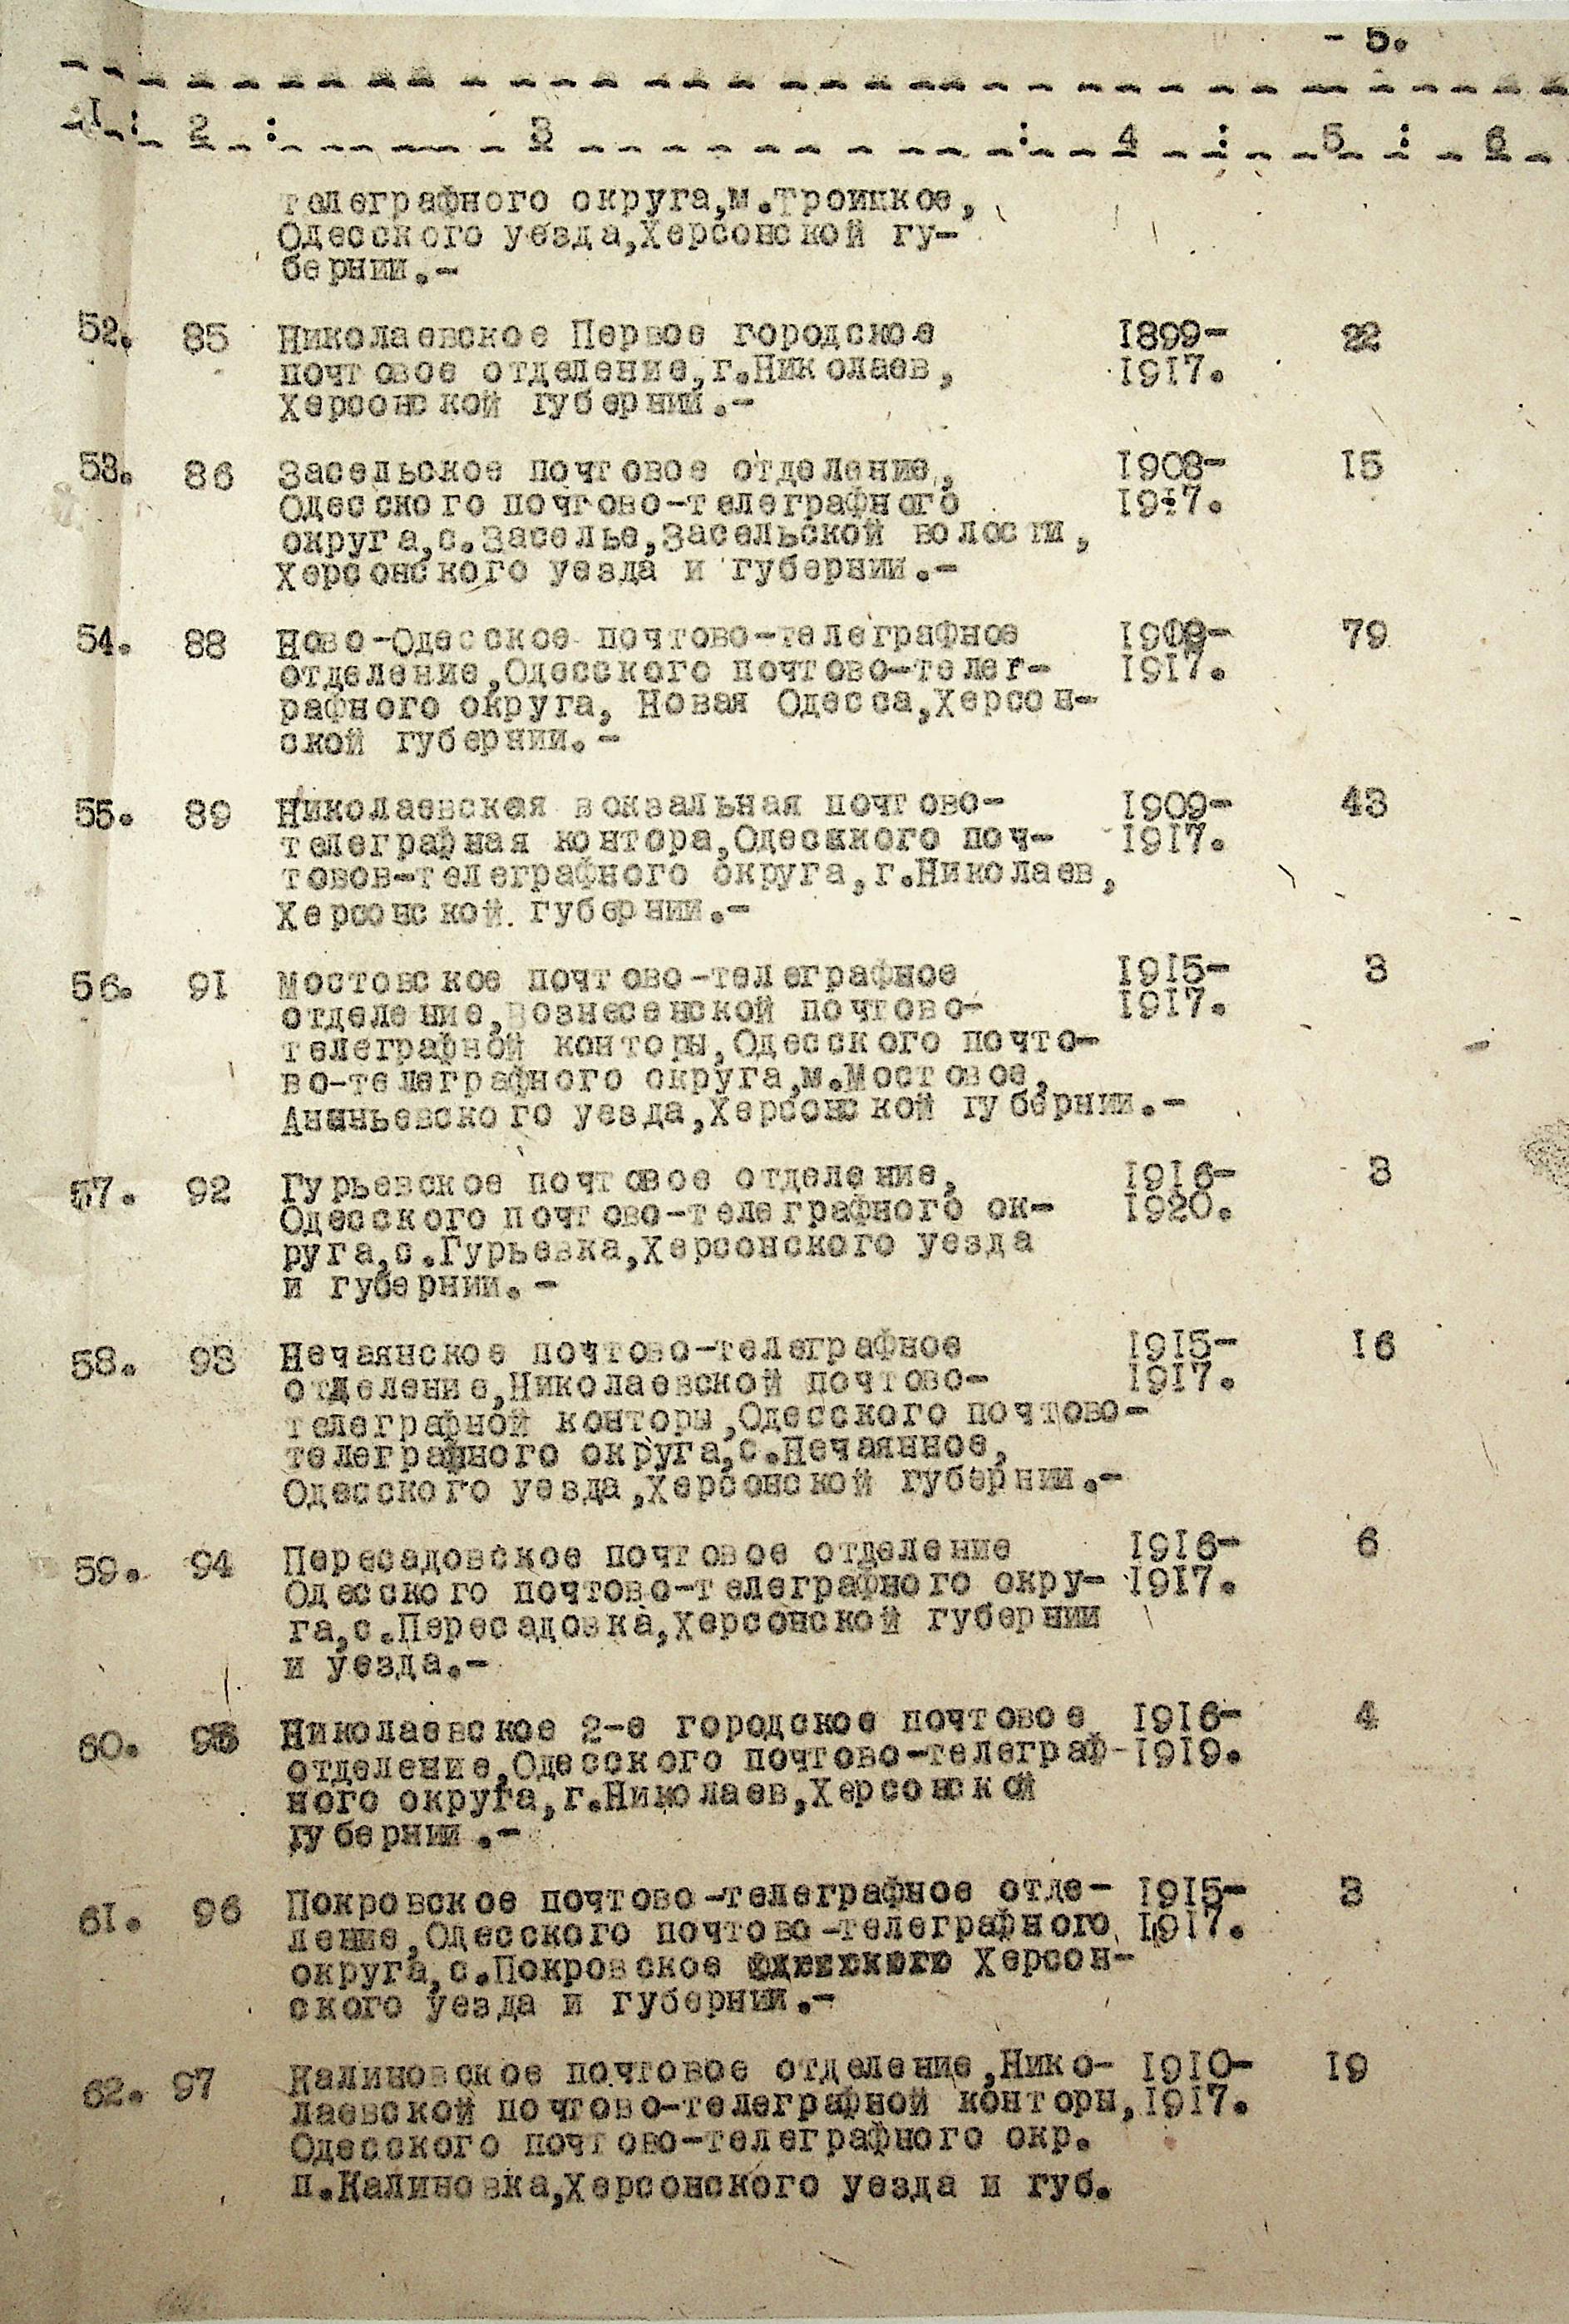 - 5.
1 : 2 : 3 : 4 : 5 : 6
телеграфного округа,м.Троицкое,
Одесского уезда,Херсонской гу-
бернии.-
52. 85 Николаевское Первое городское 1899- 22
почтовое отделение,г.Николаев, 1917.
Херсонской губернии.-
53. 86 Засельское почтовое отделение, 1908- 15
Одесского почтово-телеграфного 1917.
округа,с.Заселье,Засельской волости,
Херсонского уезда и губернии.-
54. 88 Ново-Одесское почтово-телеграфное 79
отделение,Одесского почтово-телег- 1917.
рафного округа, Новая Одесса,Херсон-
ской губернии.-
55. 89 Николаевская вокзальная почтово- 1909- 43
телеграфная контора,Одесского поч- 1917.
товов-телеграфного округа,г.Николаев,
Херсонской губернии.-
56. 91 Мостовское почтово-телеграфное 1915- 3
отделение,Вознесенской почтово- 1917.
телеграфной конторы,Одесского почто-
во-телеграфного округа,м.Мостовое,
Ананьевского уезда,Херсонской губернии.-
57. 92 Гурьевское почтовое отделение, 1916- 3
Одесского почтово-телеграфного ок- 1920.
руга,с.Гурьевка,Херсонского уезда
и губернии.-
58. 93 Нечаянское почтово-телеграфное 1915- 16
отделение,Николаевской почтово- 1917.
телеграфной конторы,Одесского почтово-
телеграфного округа,с.Нечаянное,
Одесского уезда,Херсонской губернии.-
59. 94 Пересадовское почтовое отделение 1916- 6
Одесского почтово-телеграфного окру- 1917.
га,с.Пересадовка,Херсонской губернии
и уезда.-
60. 95 Николаевское 2-е городское почтовое 1916- 4
отделение,Одесского почтово-телеграф- 1919.
ного округа,г.Николаев,Херсонской
губернии.-
61. 96 Покровское почтово-телеграфное отде- 1915- 3
ление,Одесского почтово-телеграфного 1917.
округа,с.Покровское Херсон-
ского уезда и губернии.-
62. 97 Калиновское почтовое отделение,Нико- 1910- 19
лаевской почтово-телеграфной конторы, 1917.
Одесского почтово-телеграфного окр.
п.Калиновка,Херсонского уезда и губ.